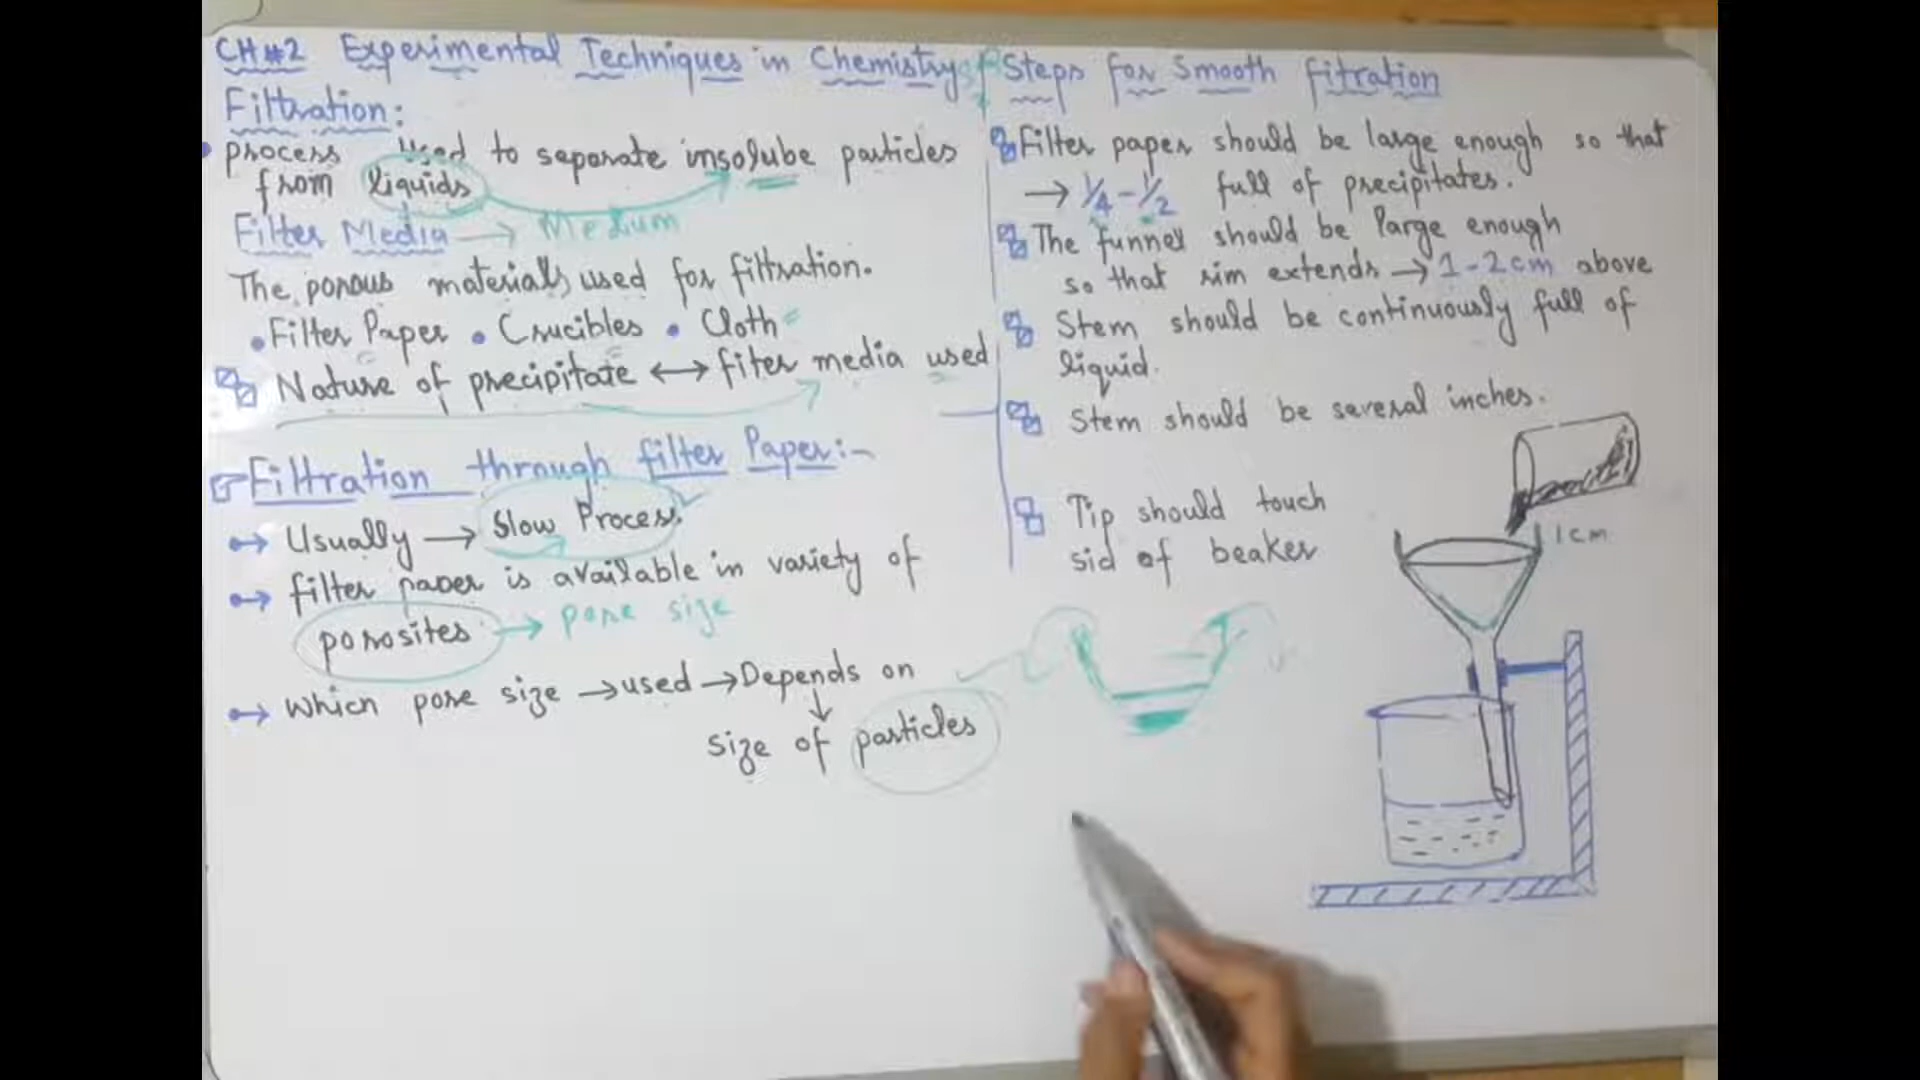 CH#2 Experimental Techniques in Chemistry
Filtration:
process used to separate insolube particles
from liquids
Filter Media → Medium
The porous materials used for filtration.
• Filter Paper • Crucibles • Cloth
Nature of precipitate ↔ fiter media used
Filtration through filter Paper:-
Usually → Slow Process.
filter paper is available in variety of
porosites → pore size
Which pore size → used → Depends on
↓
size of particles
Steps for Smooth fitration
Filter paper should be large enough so that
→ 1/4 - 1/2 full of precipitates.
The funnel should be large enough
so that rim extends → 1-2cm above
Stem should be continuously full of
liquid.
Stem should be several inches.
Tip should touch
sid of beaker
1cm